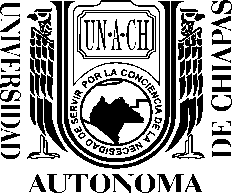 UNIVERSIDAD
UN·A·CH
POR LA CONCIENCIA DE LA NECESIDAD DE SERVIR
DE CHIAPAS
AUTONOMA